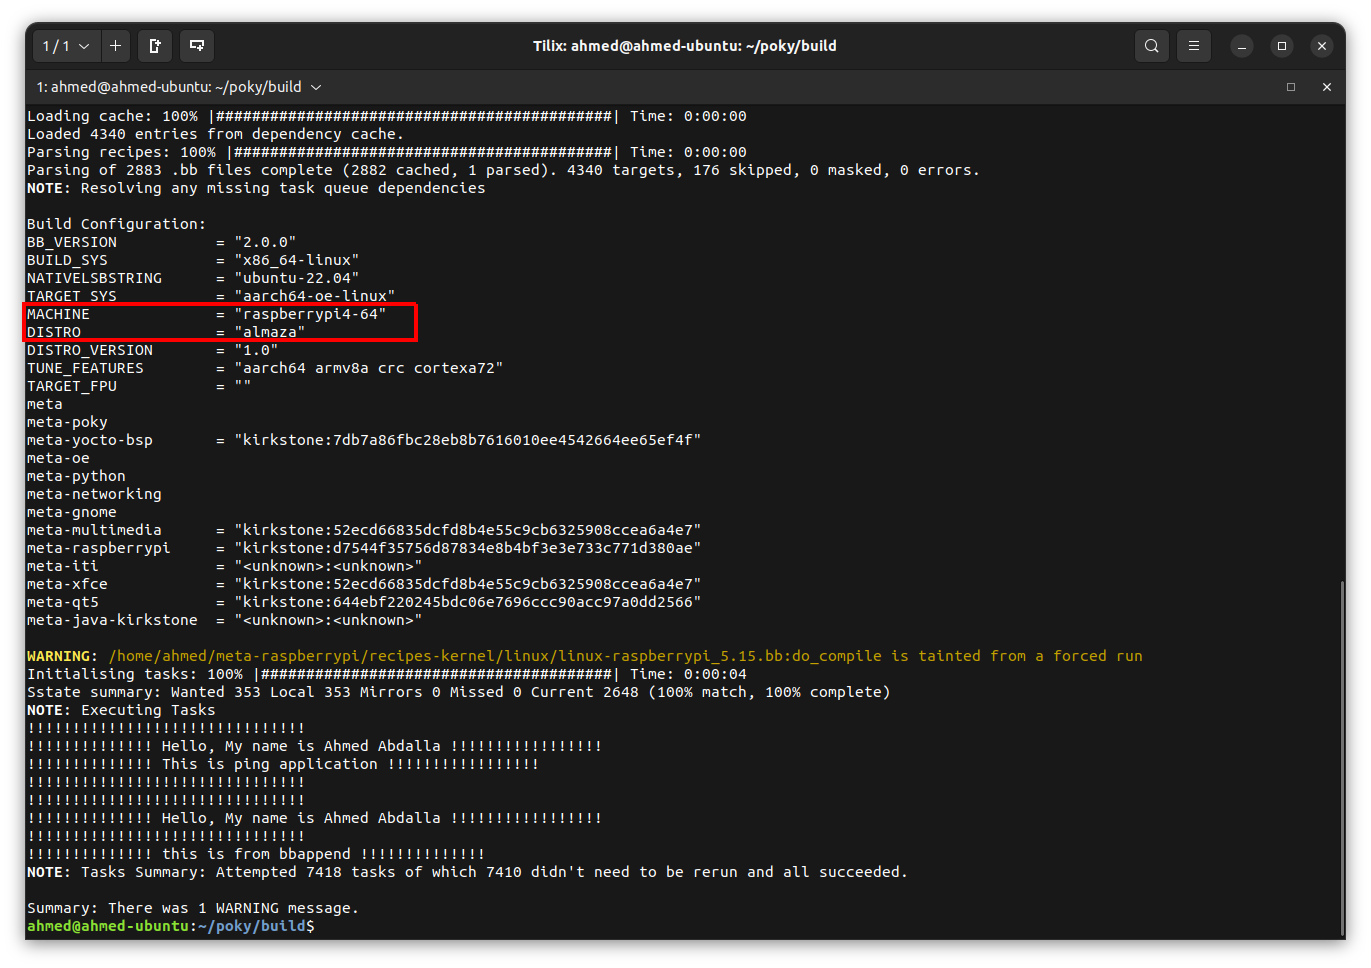 1 / 1
Tilix: ahmed@ahmed-ubuntu: ~/poky/build
1: ahmed@ahmed-ubuntu: ~/poky/build
Loading cache: 100% |############################################| Time: 0:00:00
Loaded 4340 entries from dependency cache.
Parsing recipes: 100% |##########################################| Time: 0:00:00
Parsing of 2883 .bb files complete (2882 cached, 1 parsed). 4340 targets, 176 skipped, 0 masked, 0 errors.
NOTE: Resolving any missing task queue dependencies
Build Configuration:
BB_VERSION           = "2.0.0"
BUILD_SYS            = "x86_64-linux"
NATIVELSBSTRING      = "ubuntu-22.04"
TARGET_SYS           = "aarch64-oe-linux"
MACHINE              = "raspberrypi4-64"
DISTRO               = "almaza"
DISTRO_VERSION       = "1.0"
TUNE_FEATURES        = "aarch64 armv8a crc cortexa72"
TARGET_FPU           = ""
meta
meta-poky
meta-yocto-bsp       = "kirkstone:7db7a86fbc28eb8b7616010ee4542664ee65ef4f"
meta-oe
meta-python
meta-networking
meta-gnome
meta-multimedia      = "kirkstone:52ecd66835dcfd8b4e55c9cb6325908ccea6a4e7"
meta-raspberrypi     = "kirkstone:d7544f35756d87834e8b4bf3e3e733c771d380ae"
meta-iti             = "<unknown>:<unknown>"
meta-xfce            = "kirkstone:52ecd66835dcfd8b4e55c9cb6325908ccea6a4e7"
meta-qt5             = "kirkstone:644ebf220245bdc06e7696ccc90acc97a0dd2566"
meta-java-kirkstone  = "<unknown>:<unknown>"
WARNING: /home/ahmed/meta-raspberrypi/recipes-kernel/linux/linux-raspberrypi_5.15.bb:do_compile is tainted from a forced run
Initialising tasks: 100% |#######################################| Time: 0:00:04
Sstate summary: Wanted 353 Local 353 Mirrors 0 Missed 0 Current 2648 (100% match, 100% complete)
NOTE: Executing Tasks
!!!!!!!!!!!!!!!!!!!!!!!!!!!!!!!
!!!!!!!!!!!!!! Hello, My name is Ahmed Abdalla !!!!!!!!!!!!!!!!!
!!!!!!!!!!!!!! This is ping application !!!!!!!!!!!!!!!!!
!!!!!!!!!!!!!!!!!!!!!!!!!!!!!!!
!!!!!!!!!!!!!!!!!!!!!!!!!!!!!!!
!!!!!!!!!!!!!! Hello, My name is Ahmed Abdalla !!!!!!!!!!!!!!!!!
!!!!!!!!!!!!!!!!!!!!!!!!!!!!!!!
!!!!!!!!!!!!!! this is from bbappend !!!!!!!!!!!!!!
NOTE: Tasks Summary: Attempted 7418 tasks of which 7410 didn't need to be rerun and all succeeded.
Summary: There was 1 WARNING message.
ahmed@ahmed-ubuntu:~/poky/build$